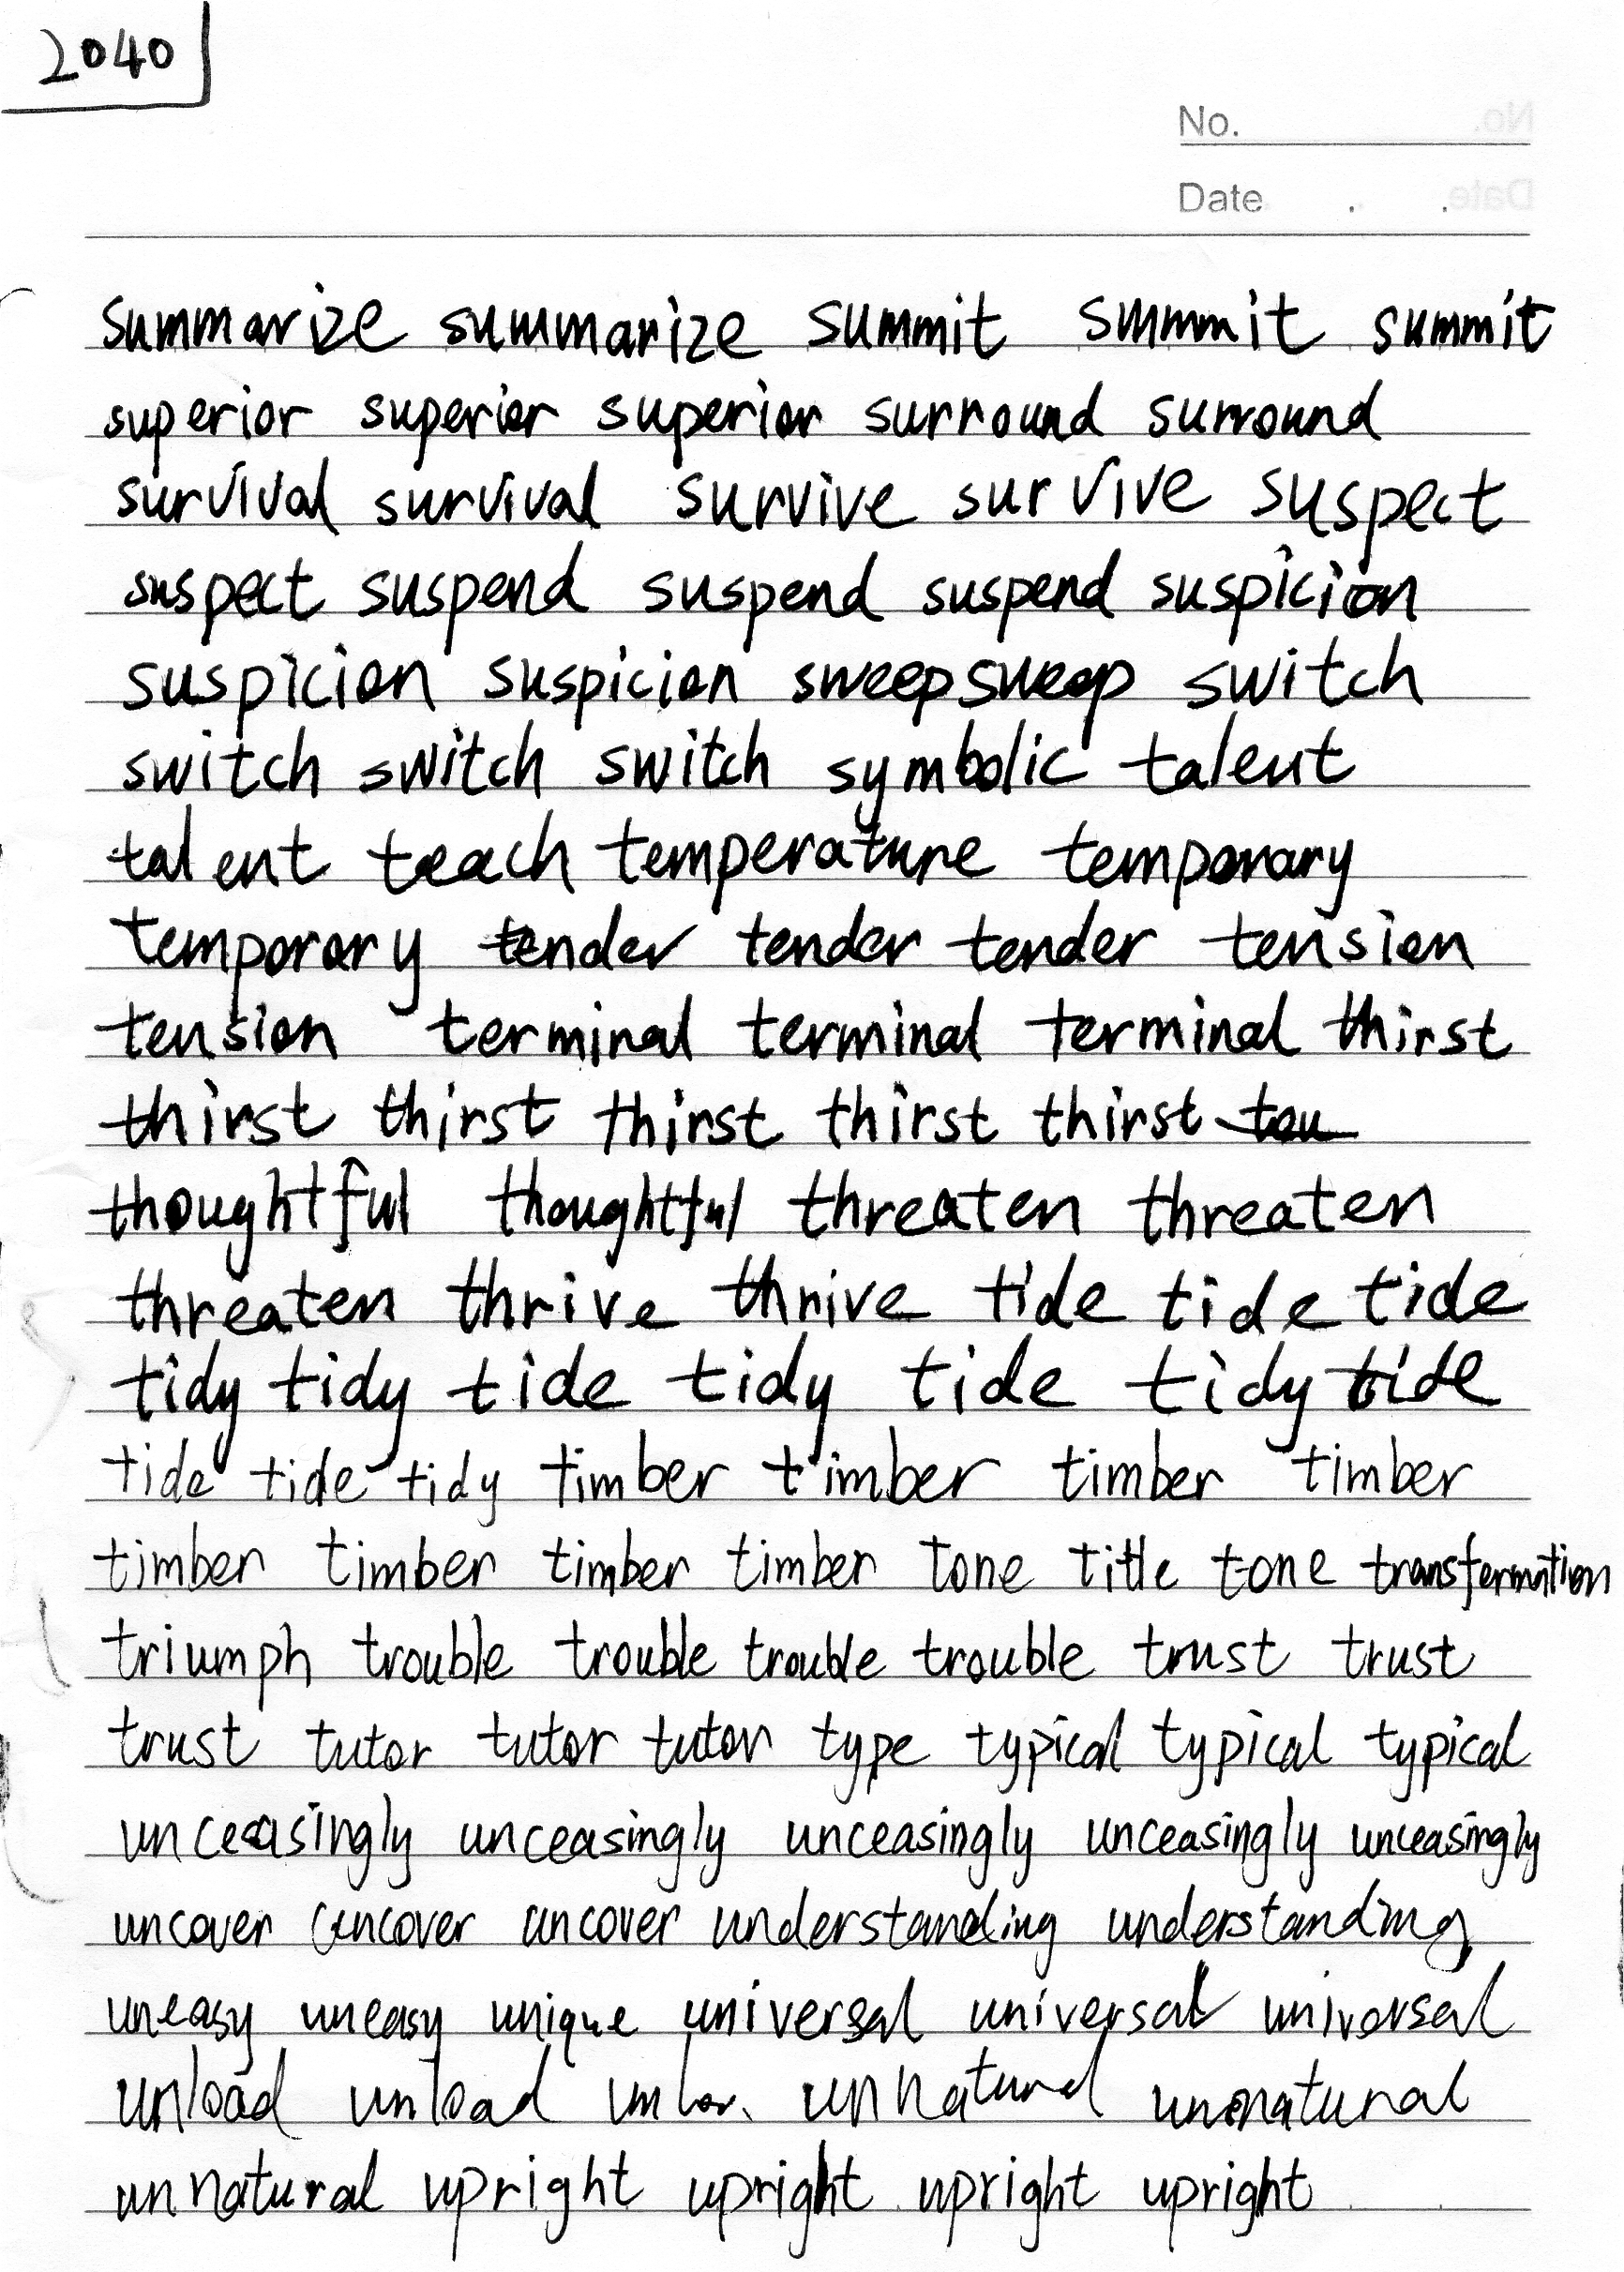 2040
No.
Date . .
summarize summarize summit summit summit
superior superior superior surround surround
survival survival survive survive suspect
suspect suspend suspend suspend suspicion
suspicion suspicion sweep sweep switch
switch switch switch symbolic talent
talent teach temperature temporary
temporary tender tender tender tension
tension terminal terminal terminal thirst
thirst thirst thirst thirst thirst
thoughtful thoughtful threaten threaten
threaten thrive thrive tide tide tide
tidy tidy tide tidy tide tidy tide
tide tide tidy timber timber timber timber
timber timber timber timber tone title tone transformation
triumph trouble trouble trouble trouble trust trust
trust tutor tutor tutor type typical typical typical
unceasingly unceasingly unceasingly unceasingly unceasingly
uncover uncover uncover understanding understanding
uneasy uneasy unique universal universal universal
unload unload unnatural unnatural
unnatural upright upright upright upright